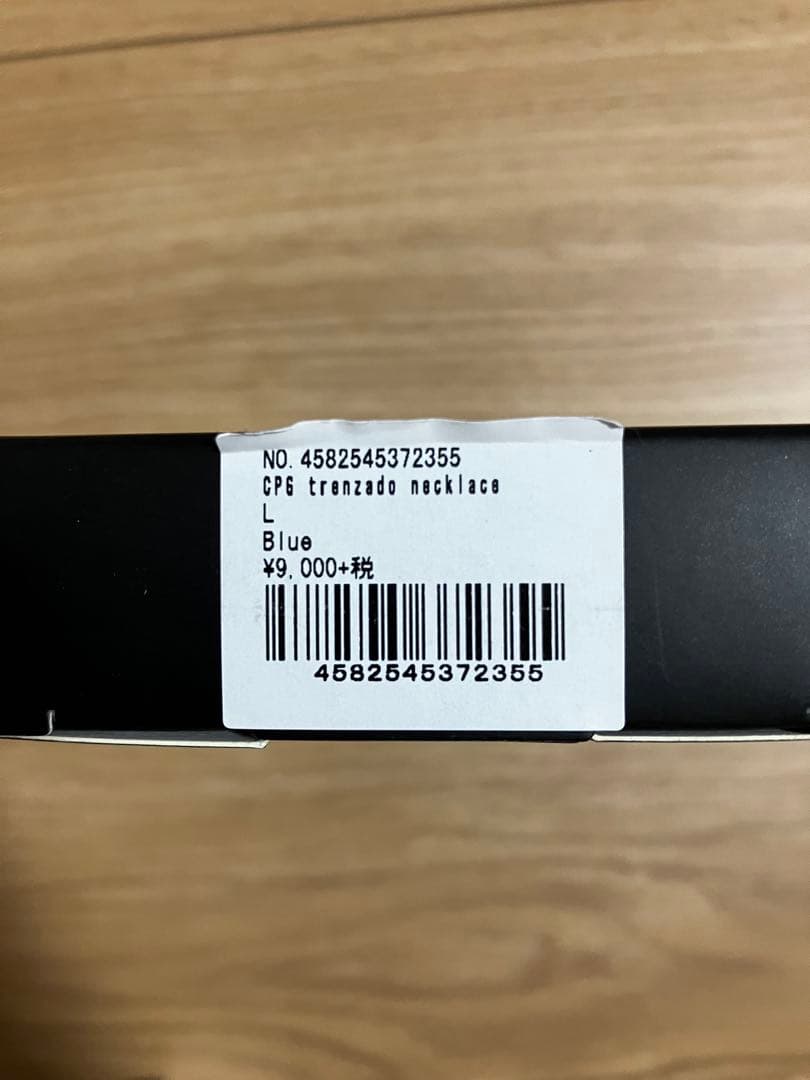 NO. 4582545372355
CPG trenzado necklace
L
Blue
¥9,000+税
4582545372355